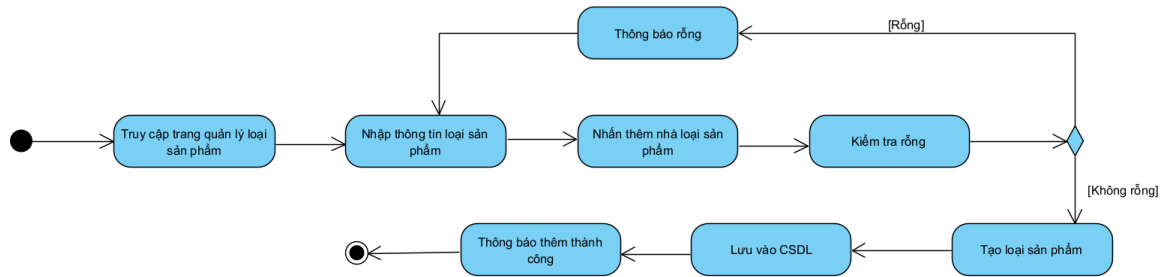 Thông báo rỗng
[Rỗng]
Truy cập trang quản lý loại
sản phẩm
Nhập thông tin loại sản
phẩm
Nhấn thêm nhà loại sản
phẩm
Kiểm tra rỗng
[Không rỗng]
Thông báo thêm thành
công
Lưu vào CSDL
Tạo loại sản phẩm